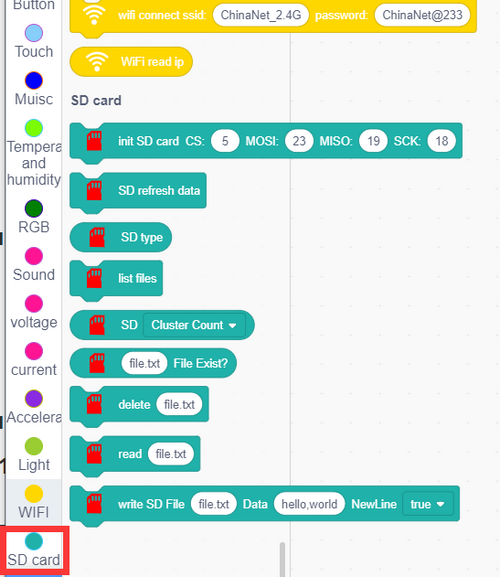 Button
Touch
Muisc
Tempera
and
humidity
RGB
Sound
voltage
current
Accelera
Light
WIFI
SD card
wifi connect ssid: ChinaNet_2.4G password: ChinaNet@233
WiFi read ip
SD card
init SD card CS: 5 MOSI: 23 MISO: 19 SCK: 18
SD refresh data
SD type
list files
SD Cluster Count
file.txt File Exist?
delete file.txt
read file.txt
write SD File file.txt Data hello,world NewLine true